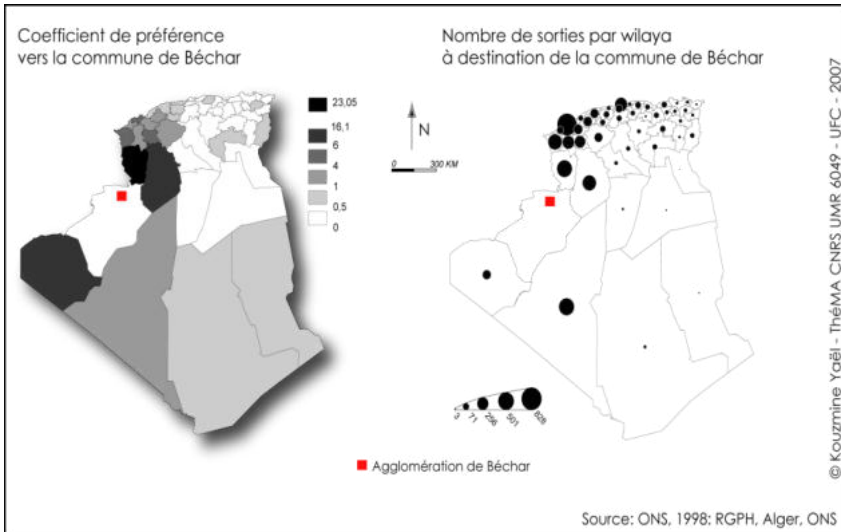 Coefficient de préférence
vers la commune de Béchar
23,05
16,1
6
4
1
0,5
0
N
0 300 KM
Nombre de sorties par wilaya
à destination de la commune de Béchar
3 71 256 501 828
Agglomération de Béchar
Source: ONS, 1998; RGPH, Alger, ONS
© Kouzmine Yaël - ThéMA CNRS UMR 6049 - UFC - 2007